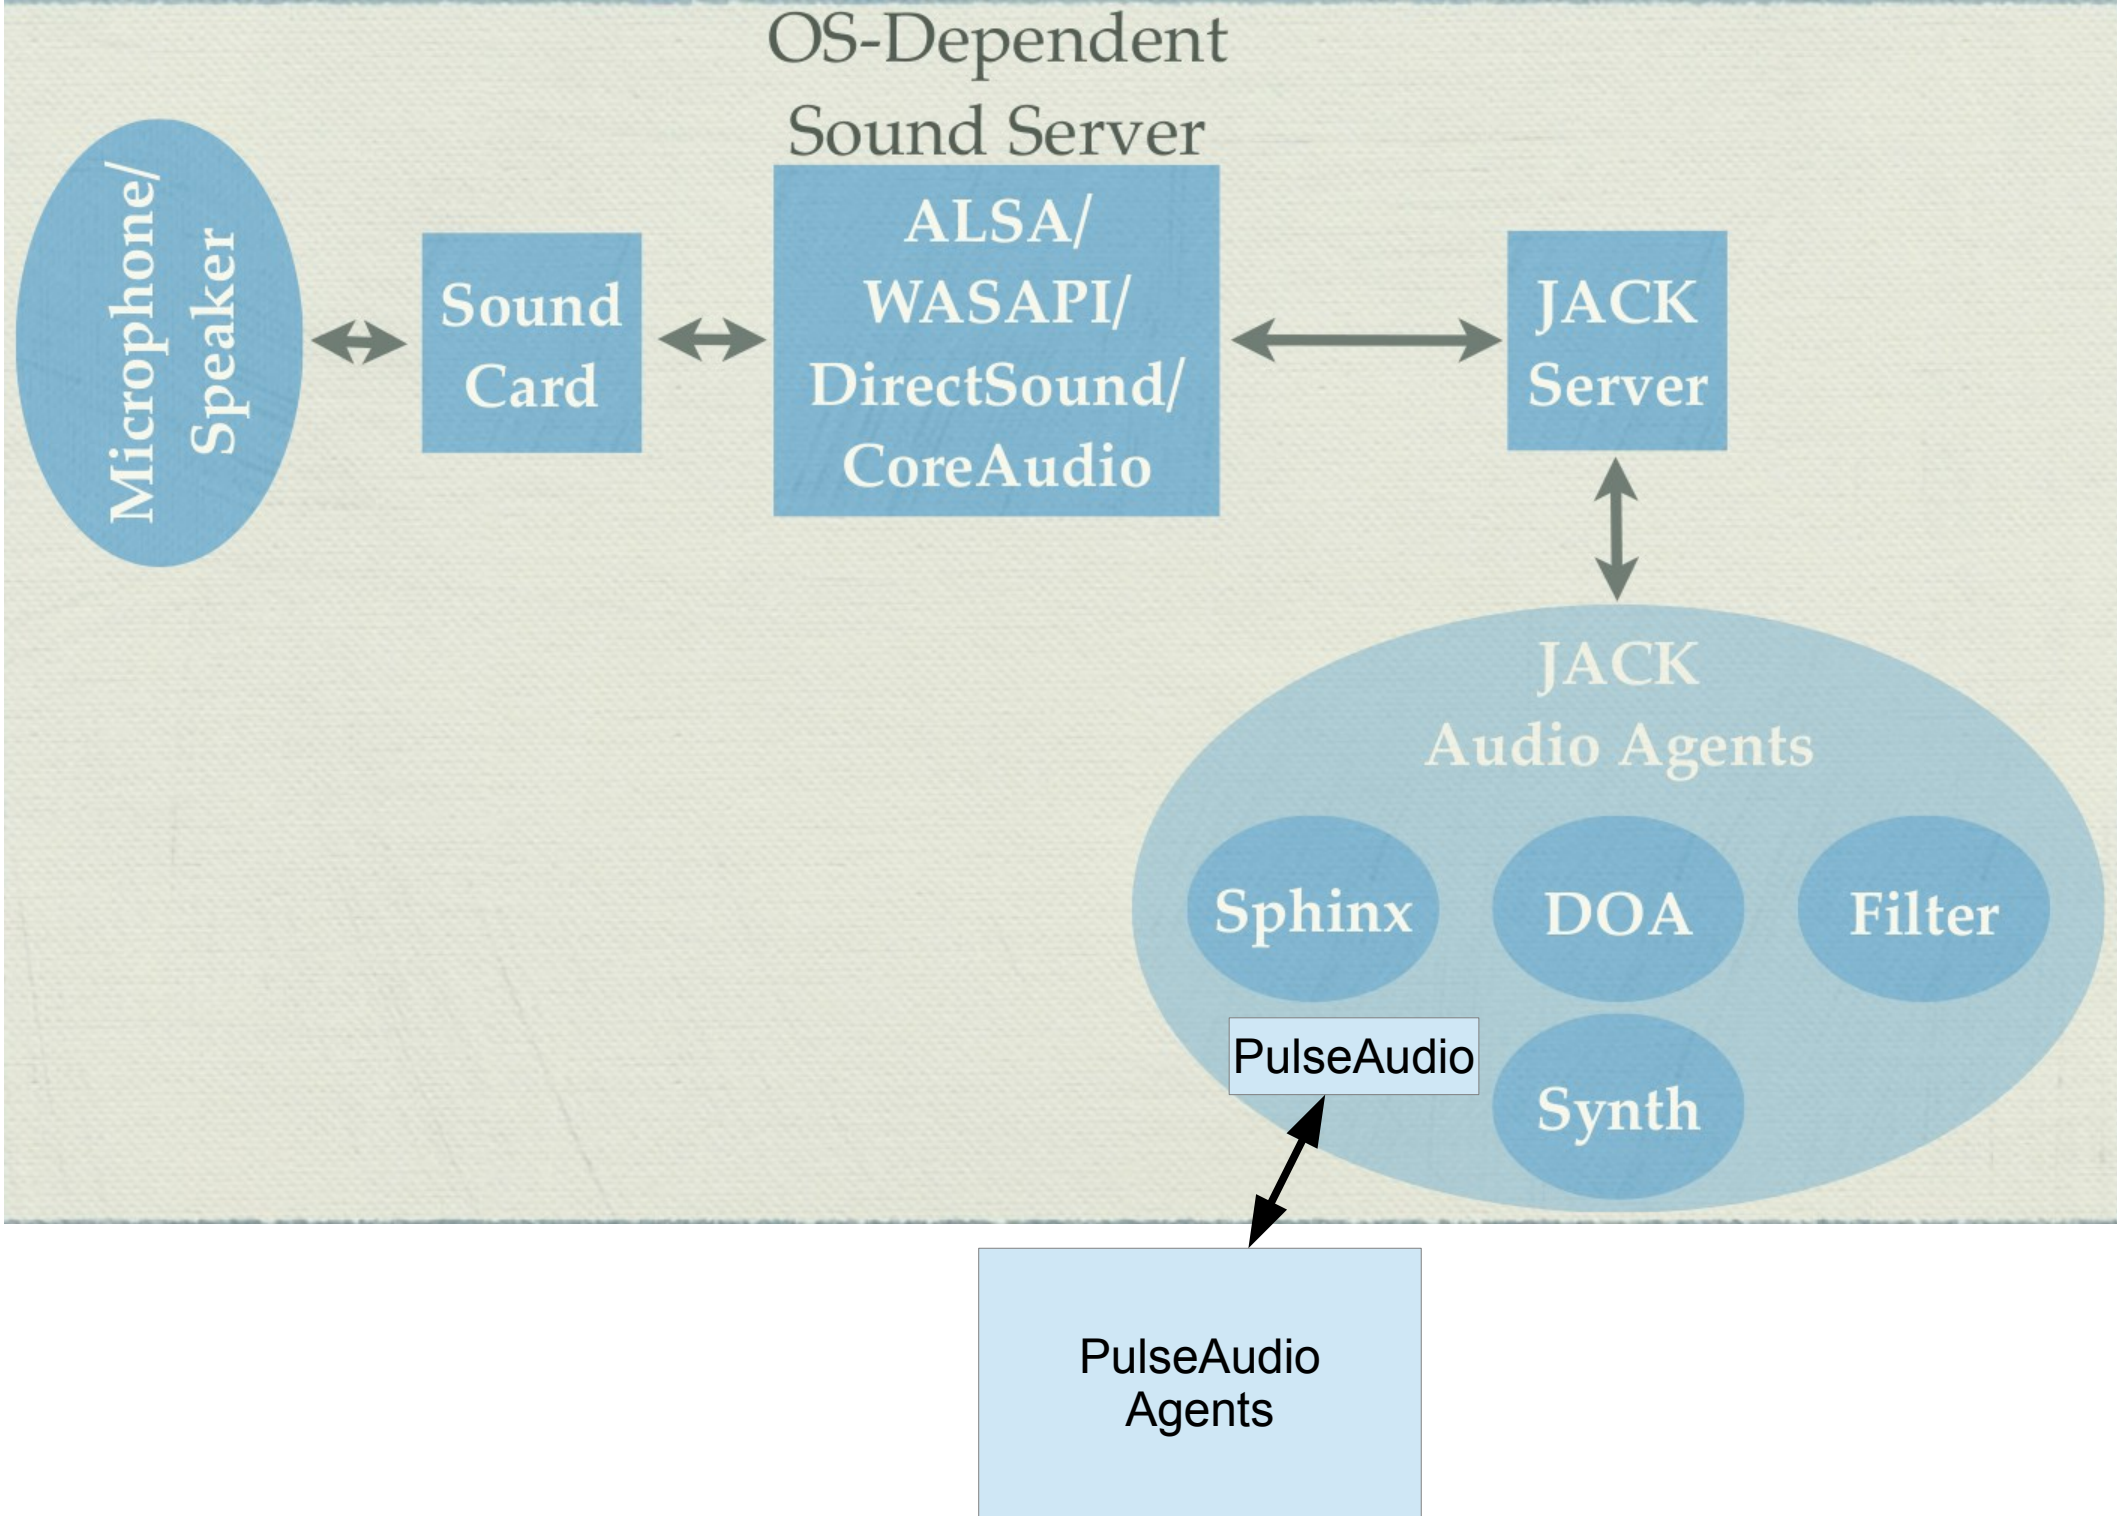 OS-Dependent
Sound Server
Microphone/
Speaker
Sound
Card
ALSA/
WASAPI/
DirectSound/
CoreAudio
JACK
Server
JACK
Audio Agents
Sphinx
DOA
Filter
PulseAudio
Synth
PulseAudio
Agents